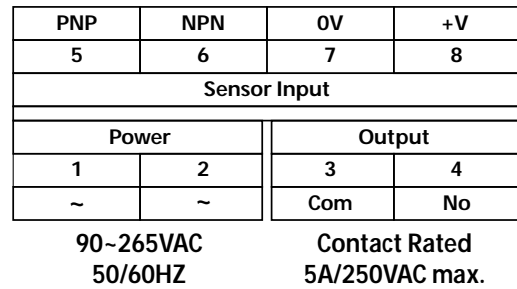 PNP NPN 0V +V
5 6 7 8
Sensor Input
Power Output
1 2 3 4
~ ~ Com No
90~265VAC Contact Rated
50/60HZ 5A/250VAC max.